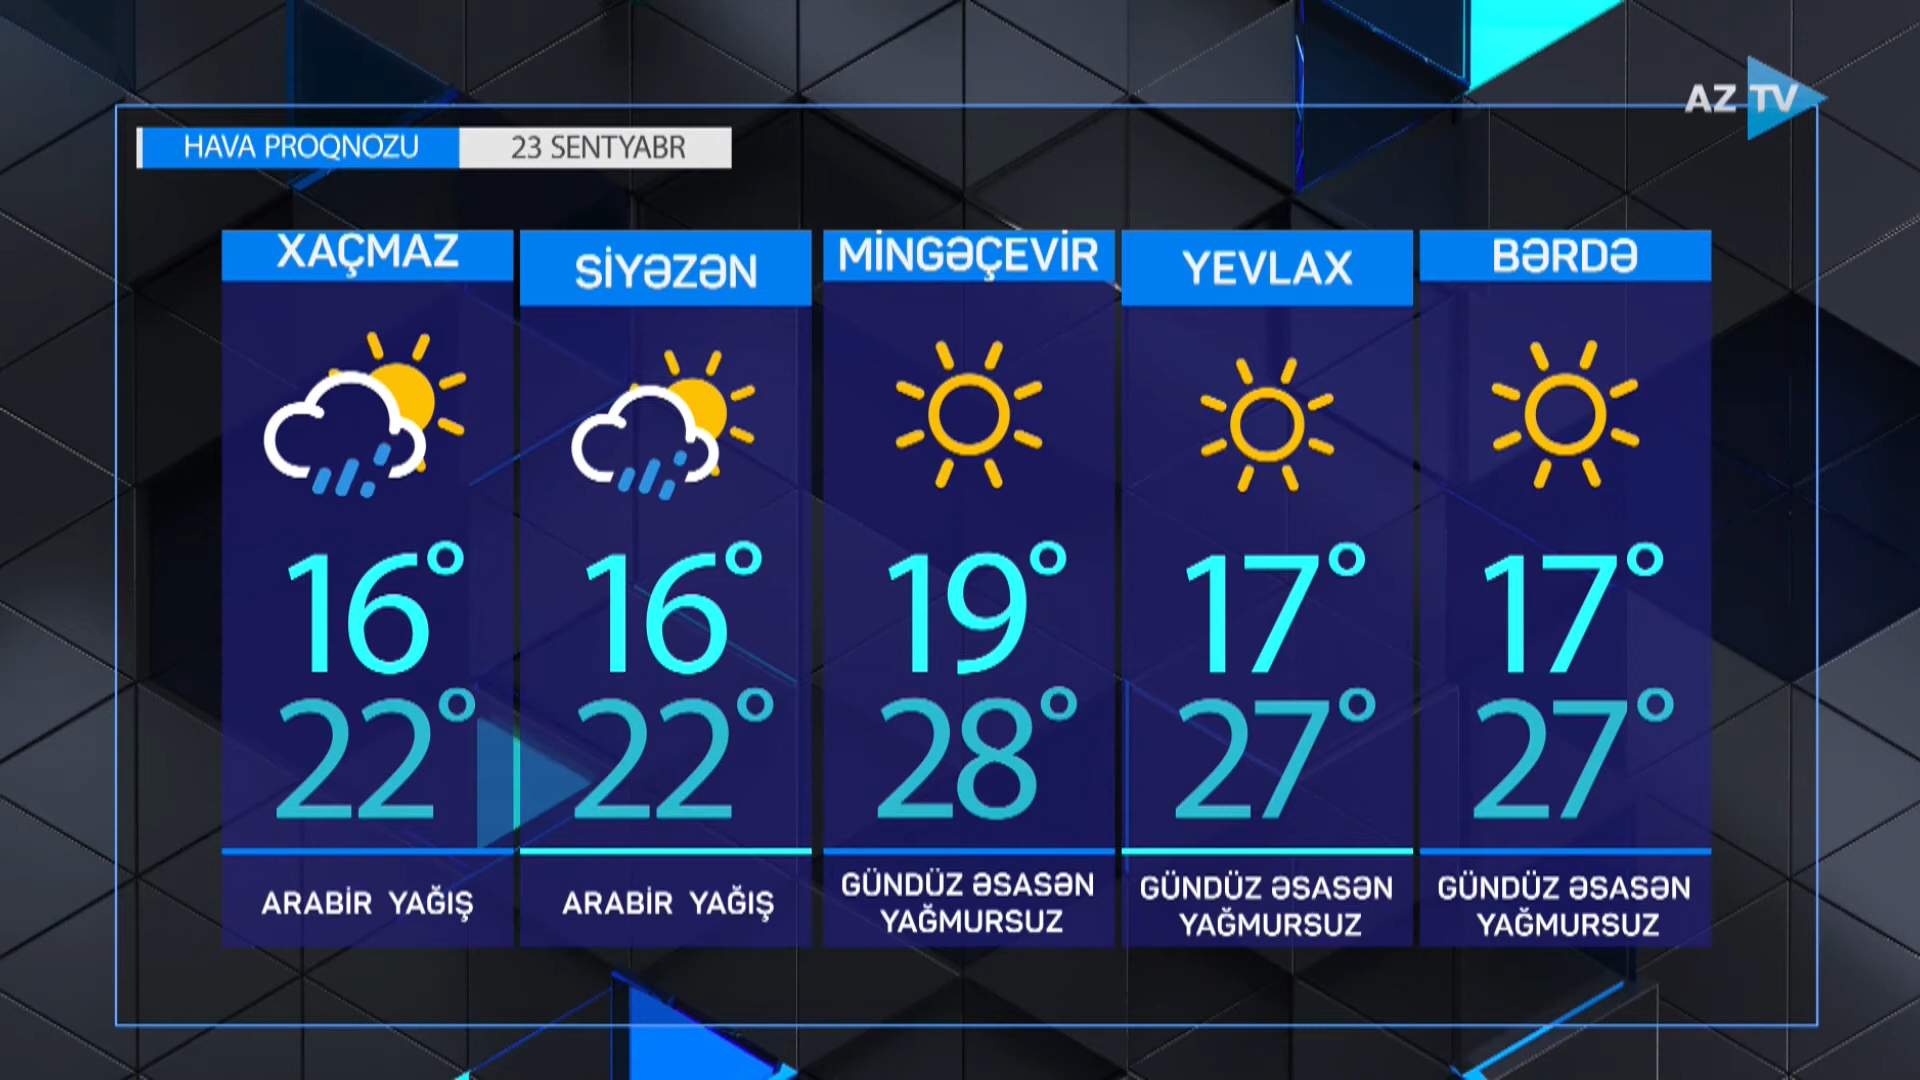 AZ TV
HAVA PROQNOZU
23 SENTYABR
XAÇMAZ
16°
22°
ARABİR YAĞIŞ
SİYƏZƏN
16°
22°
ARABİR YAĞIŞ
MİNGƏÇEVİR
19°
28°
GÜNDÜZ ƏSASƏN
YAĞMURSUZ
YEVLAX
17°
27°
GÜNDÜZ ƏSASƏN
YAĞMURSUZ
BƏRDƏ
17°
27°
GÜNDÜZ ƏSASƏN
YAĞMURSUZ